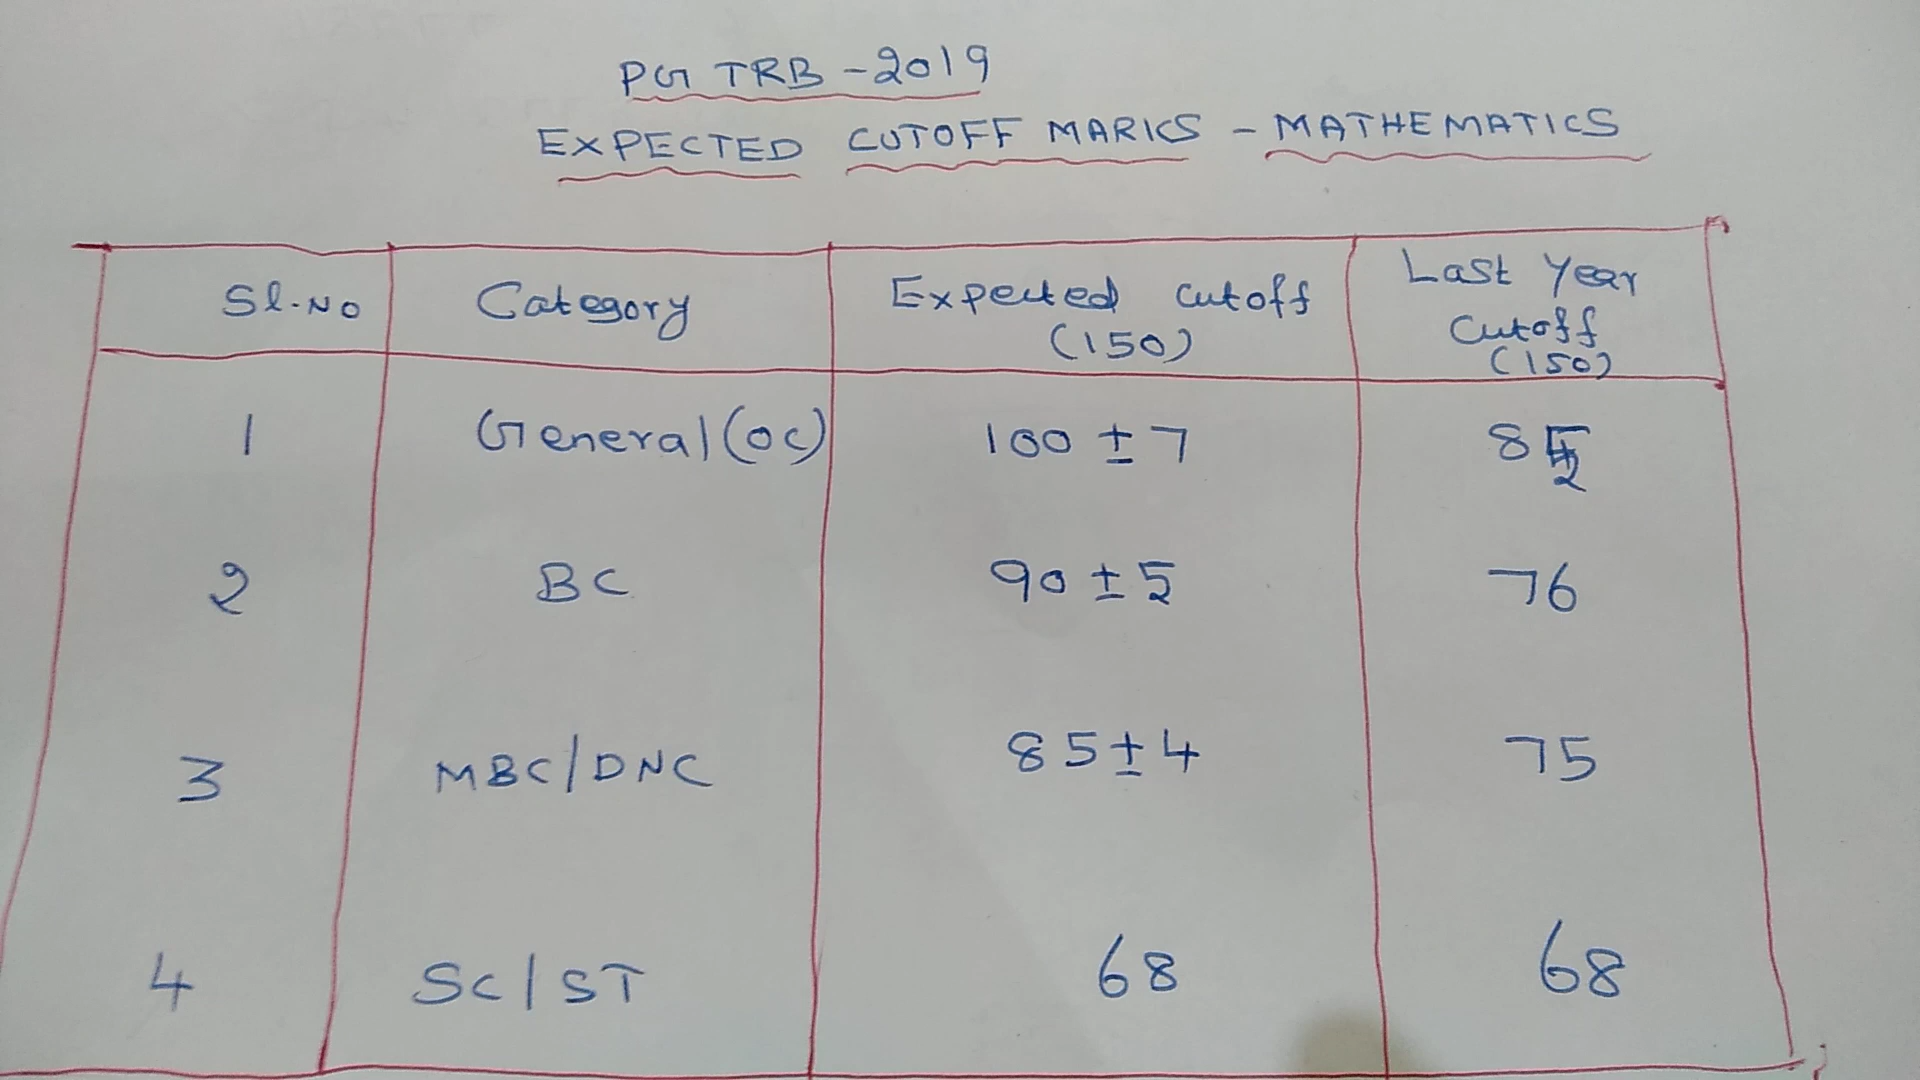 PG TRB - 2019
EXPECTED CUTOFF MARKS - MATHEMATICS
Sl.No Category Expected cutoff (150) Last Year Cutoff (150)
1 General (OC) 100 ± 7
2 BC 90 ± 5 76
3 MBC/DNC 85 ± 4 75
4 SC/ST 68 68